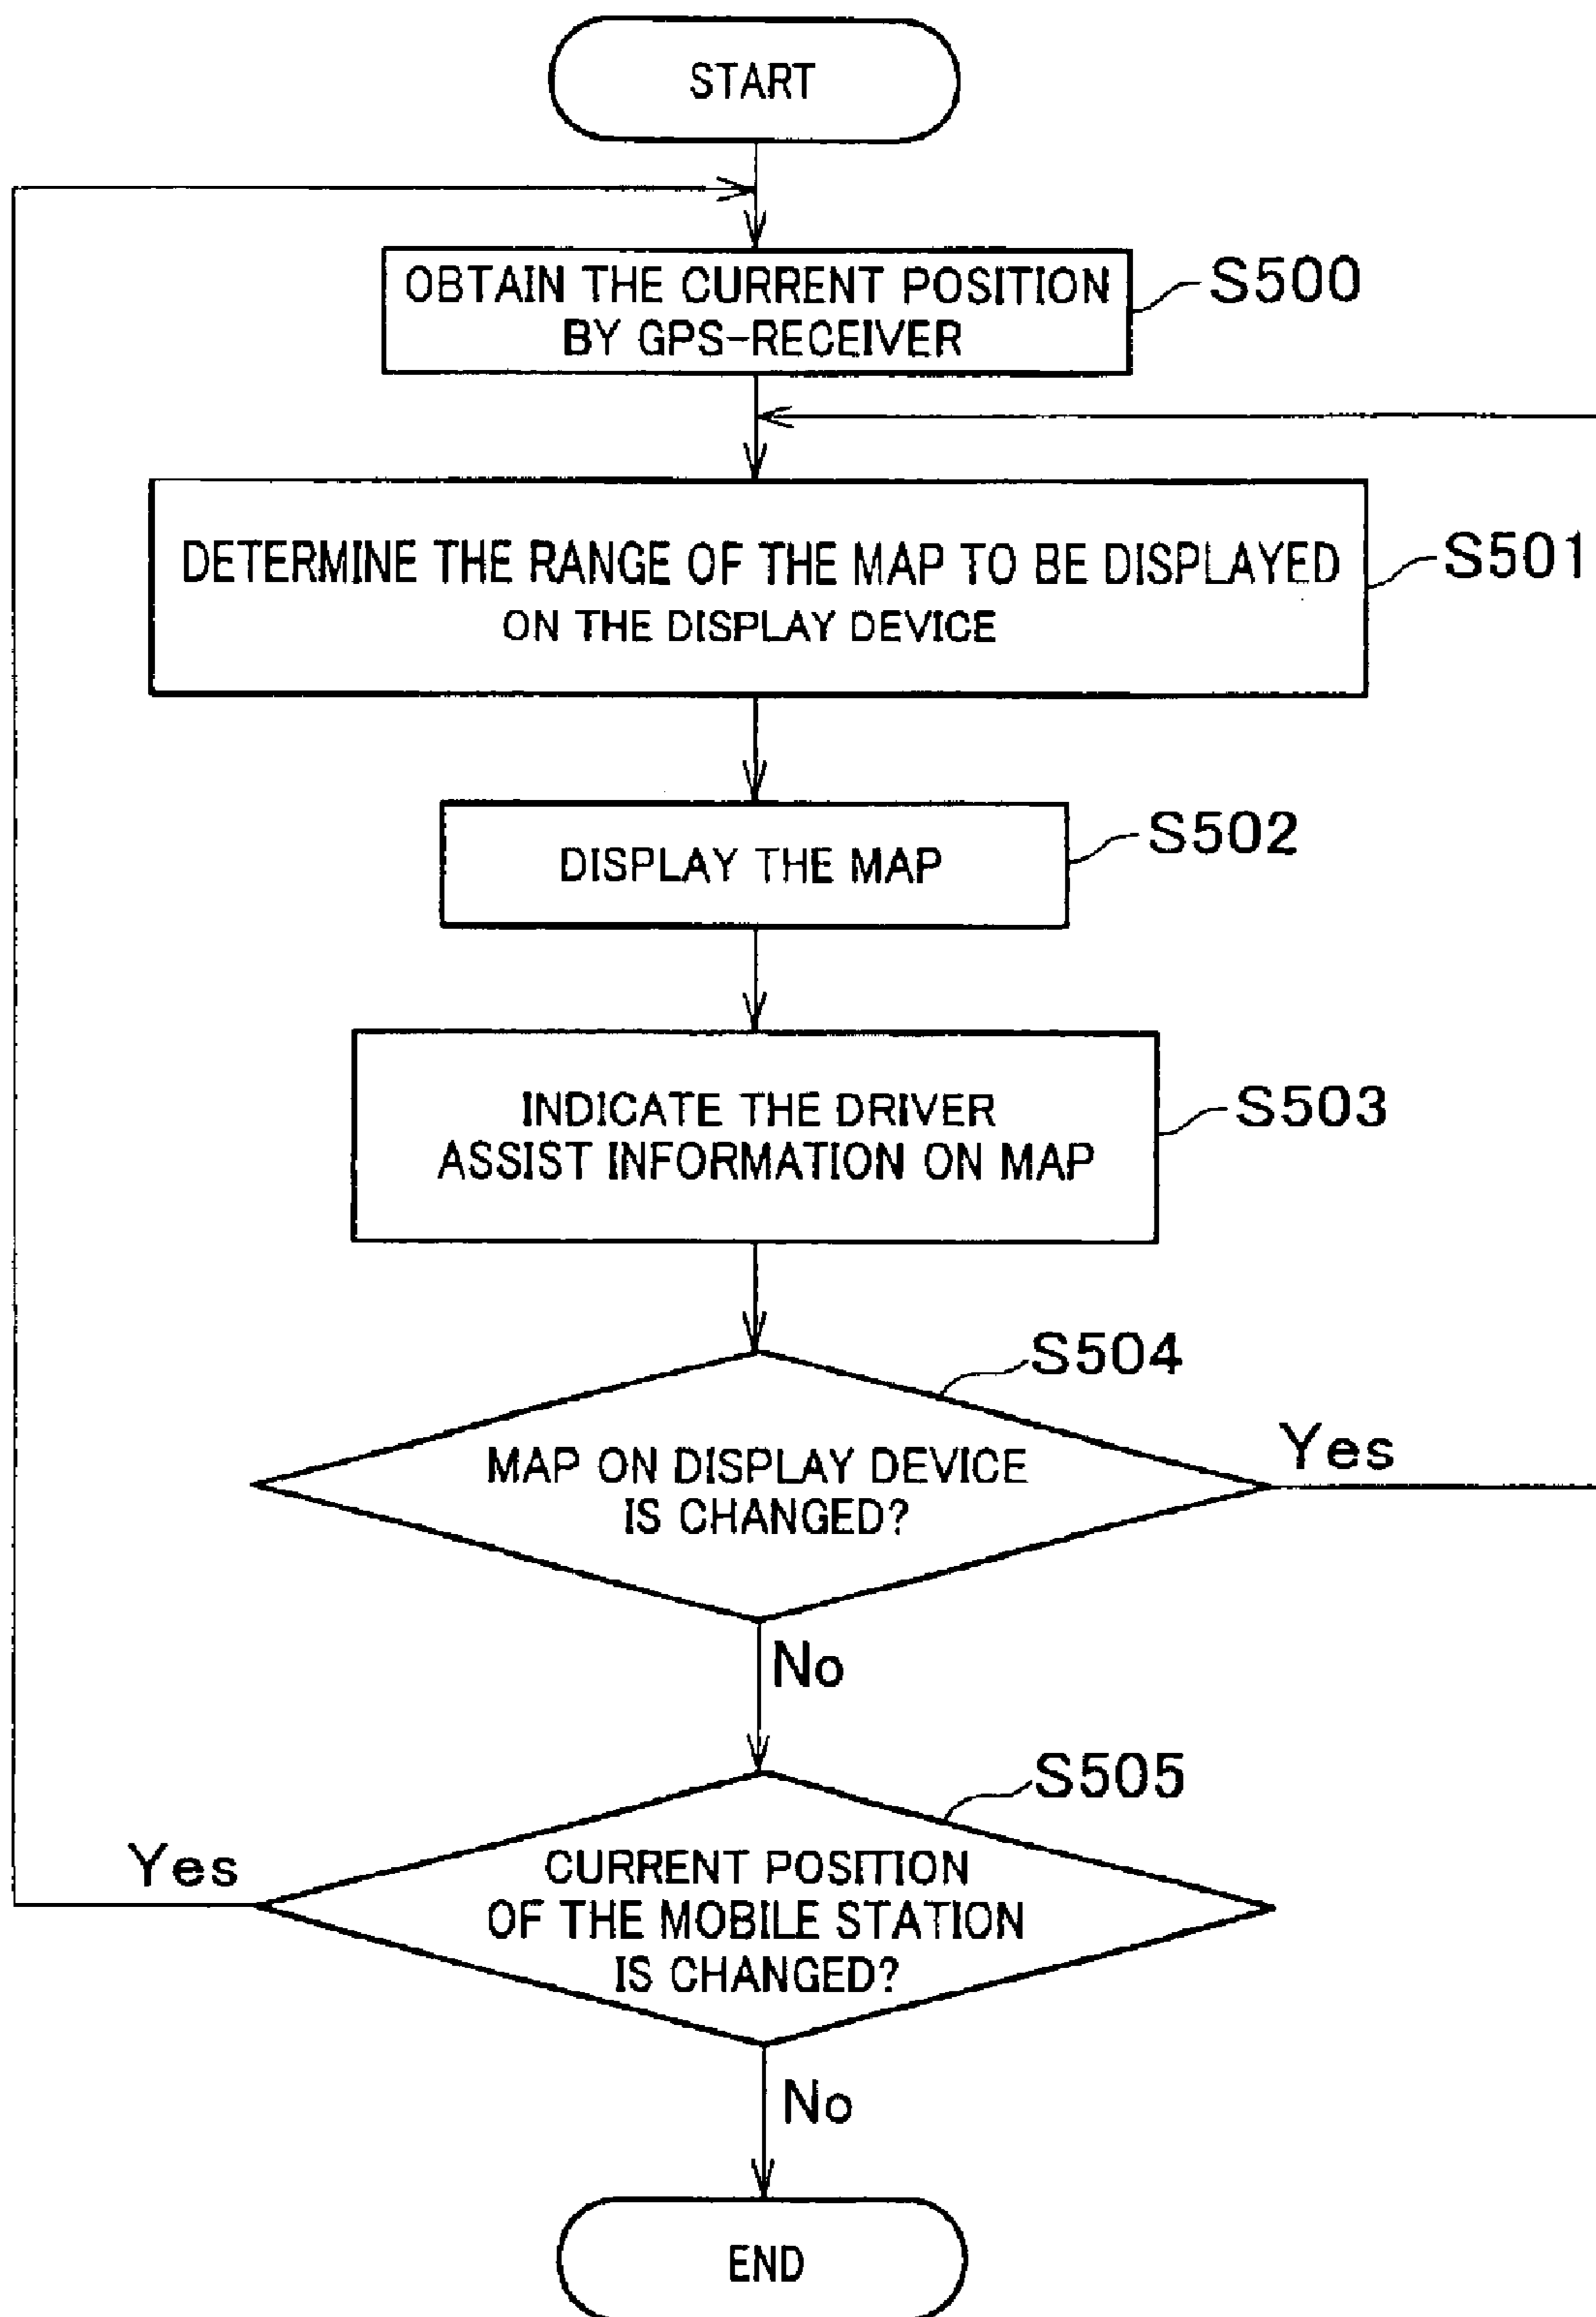 START
OBTAIN THE CURRENT POSITION
BY GPS-RECEIVER
S500
DETERMINE THE RANGE OF THE MAP TO BE DISPLAYED
ON THE DISPLAY DEVICE
S501
DISPLAY THE MAP
S502
INDICATE THE DRIVER
ASSIST INFORMATION ON MAP
S503
S504
MAP ON DISPLAY DEVICE
IS CHANGED?
Yes
No
S505
CURRENT POSITION
OF THE MOBILE STATION
IS CHANGED?
Yes
No
END